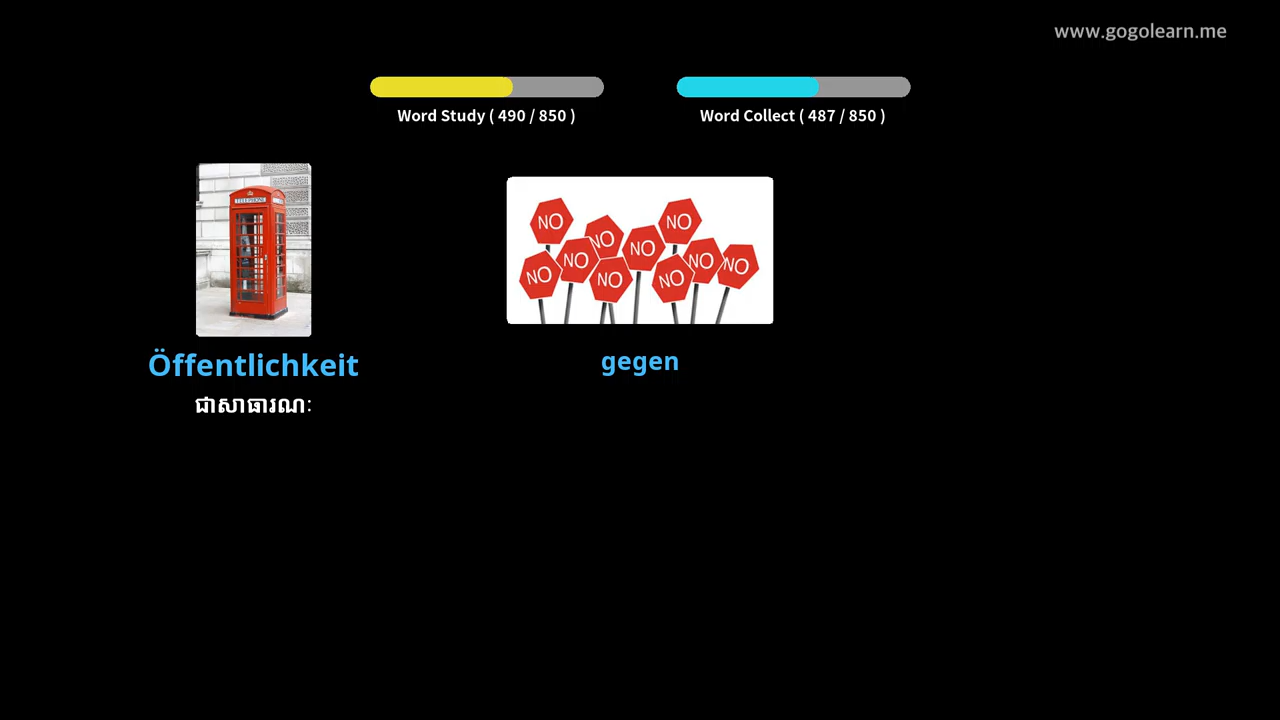 www.gogolearn.me
Word Study ( 490 / 850 )
Word Collect ( 487 / 850 )
TELEPHONE
NO
NO
NO
NO
NO
NO
NO
NO
NO
NO
Öffentlichkeit
gegen
ជាសាធារណៈ